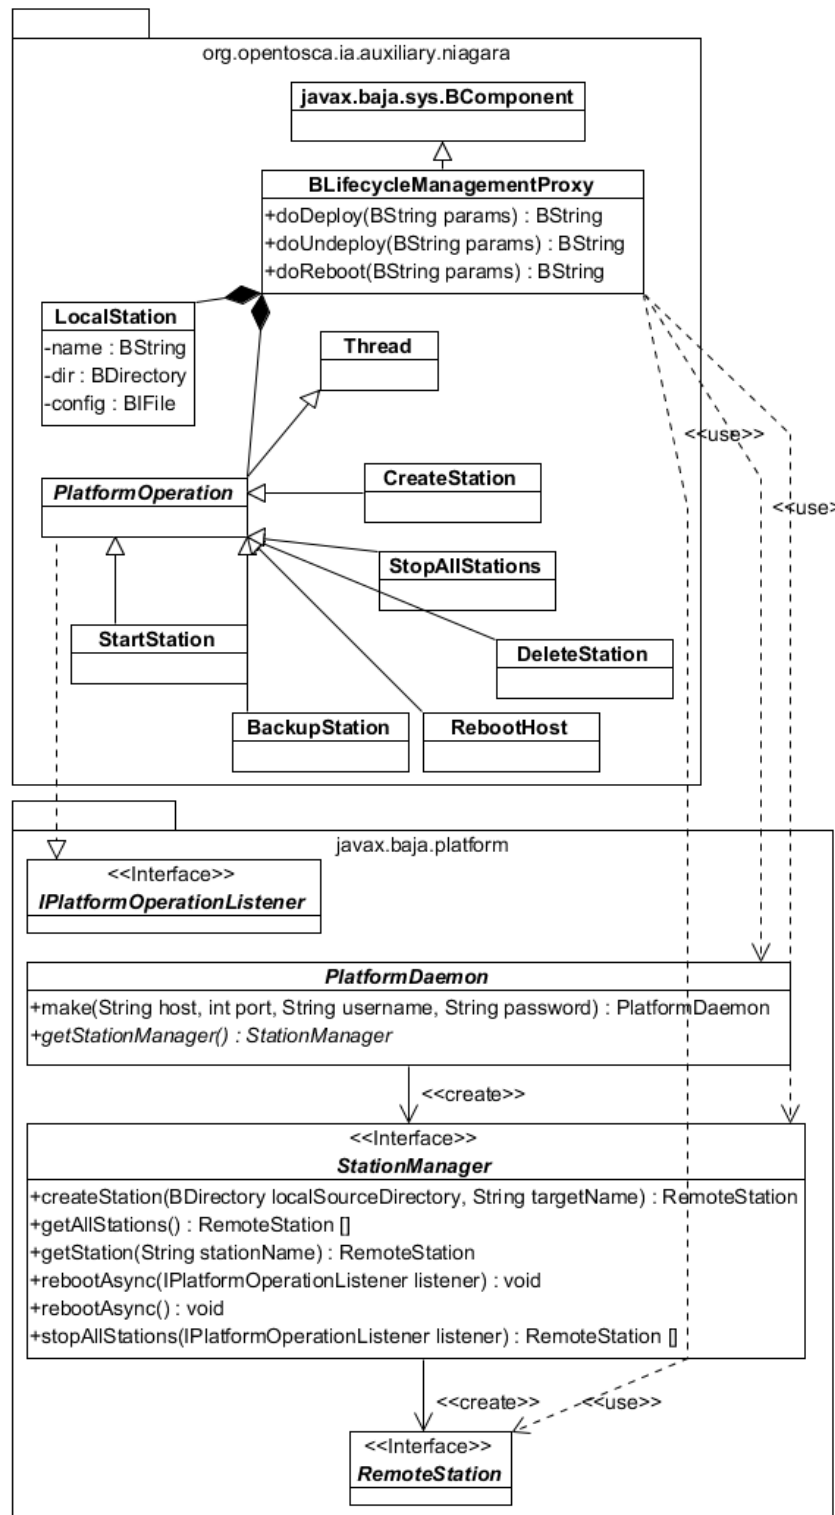 org.opentosca.ia.auxiliary.niagara
javax.baja.sys.BComponent
BLifecycleManagementProxy
+doDeploy(BString params) : BString
+doUndeploy(BString params) : BString
+doReboot(BString params) : BString
LocalStation
-name : BString
-dir : BDirectory
-config : BIFile
Thread
<<use>>
PlatformOperation
CreateStation
<<use>
StopAllStations
StartStation
DeleteStation
BackupStation
RebootHost
javax.baja.platform
<<Interface>>
IPlatformOperationListener
PlatformDaemon
+make(String host, int port, String username, String password) : PlatformDaemon
+getStationManager() : StationManager
<<create>>
<<Interface>>
StationManager
+createStation(BDirectory localSourceDirectory, String targetName) : RemoteStation
+getAllStations() : RemoteStation []
+getStation(String stationName) : RemoteStation
+rebootAsync(IPlatformOperationListener listener) : void
+rebootAsync() : void
+stopAllStations(IPlatformOperationListener listener) : RemoteStation []
<<create>>
<<use>>
<<Interface>>
RemoteStation